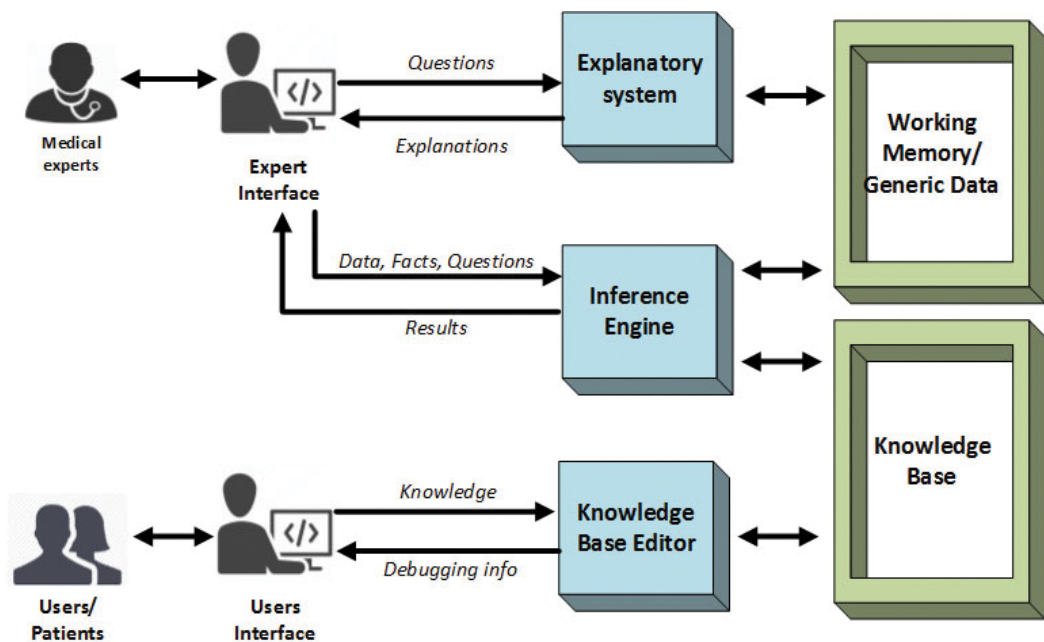 Medical
experts
Expert
Interface
Questions
Explanations
Explanatory
system
Working
Memory/
Generic Data
Data, Facts, Questions
Results
Inference
Engine
Knowledge
Base
Users/
Patients
Users
Interface
Knowledge
Debugging info
Knowledge
Base Editor